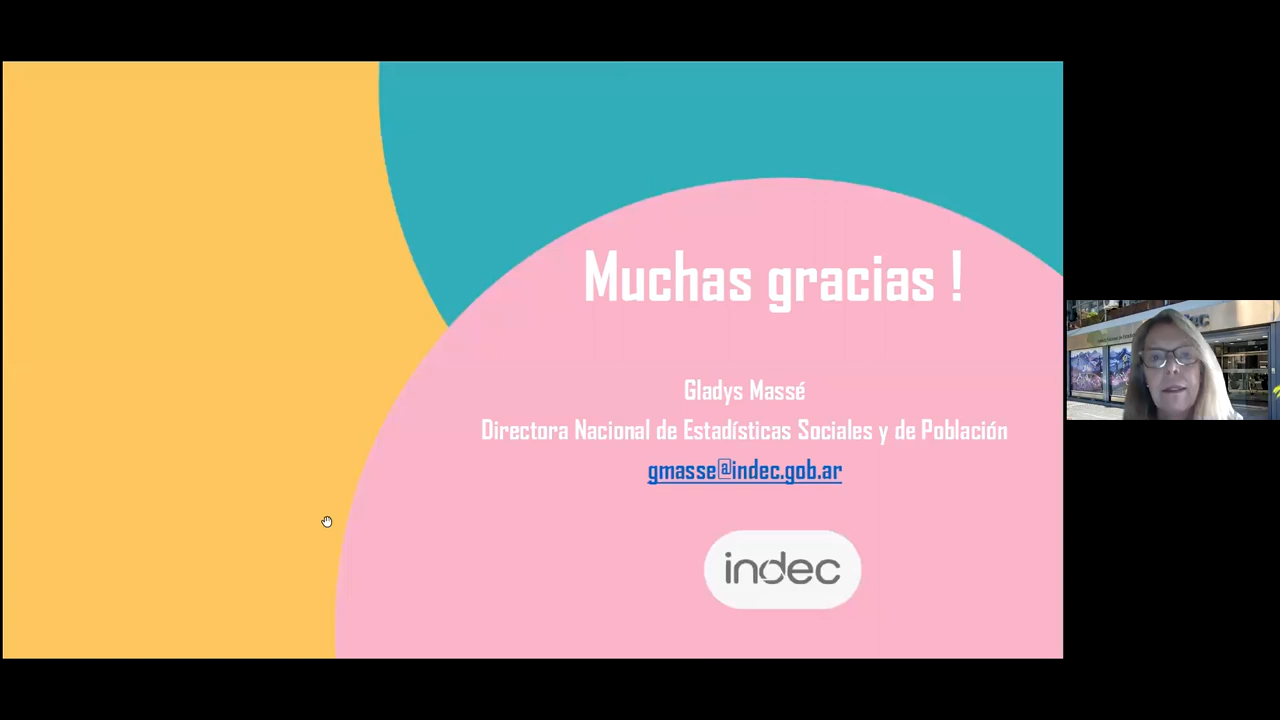 Muchas gracias !
Gladys Massé
Directora Nacional de Estadísticas Sociales y de Población
gmasse@indec.gob.ar
indec